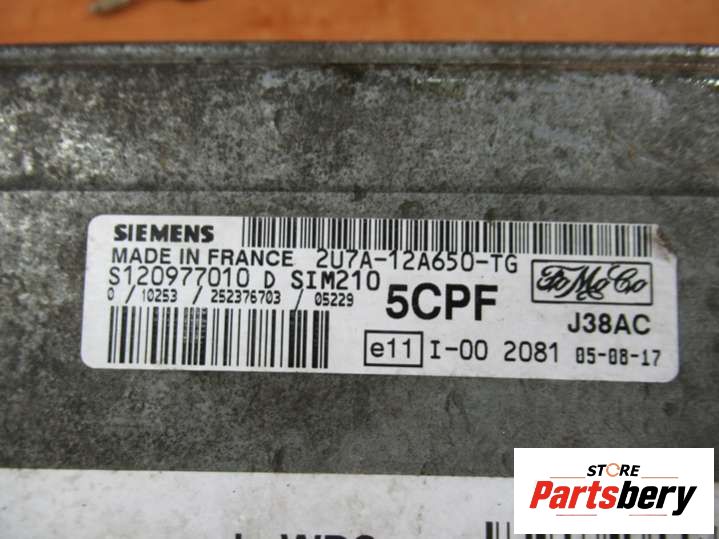 SIEMENS
MADE IN FRANCE 2U7A-12A650-TG
S120977010 D SIM210
0 / 10253 / 252376703 / 05229
5CPF
FoMoCo
J38AC
e11 I-00 2081 05-08-17
WDS
STORE
Partsbery